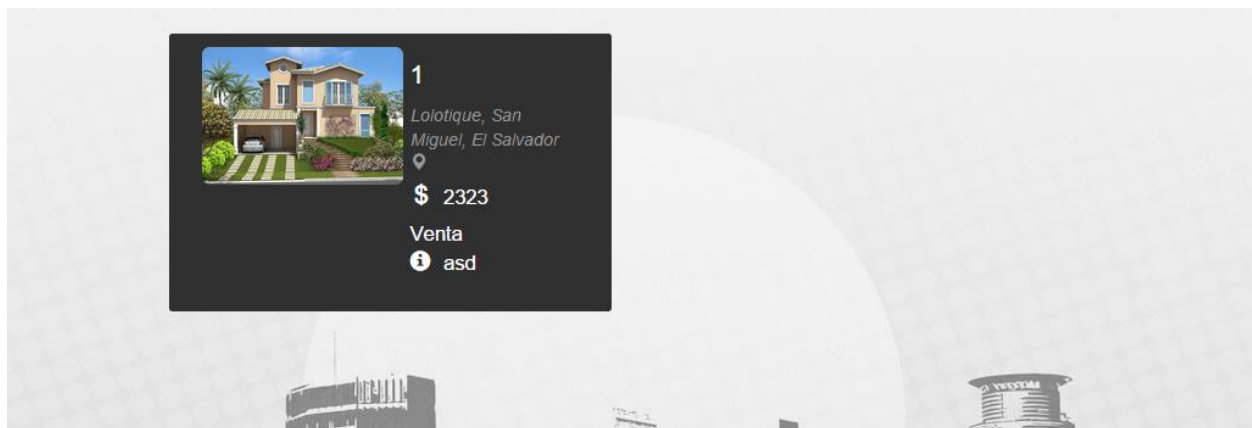 1
Lolotique, San
Miguel, El Salvador
$ 2323
Venta
asd